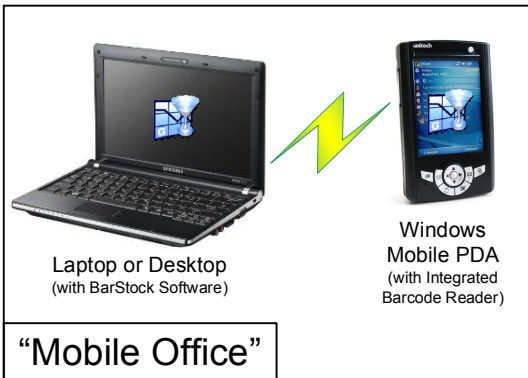 unitech
SAMSUNG
Laptop or Desktop
(with BarStock Software)
Windows
Mobile PDA
(with Integrated
Barcode Reader)
“Mobile Office”